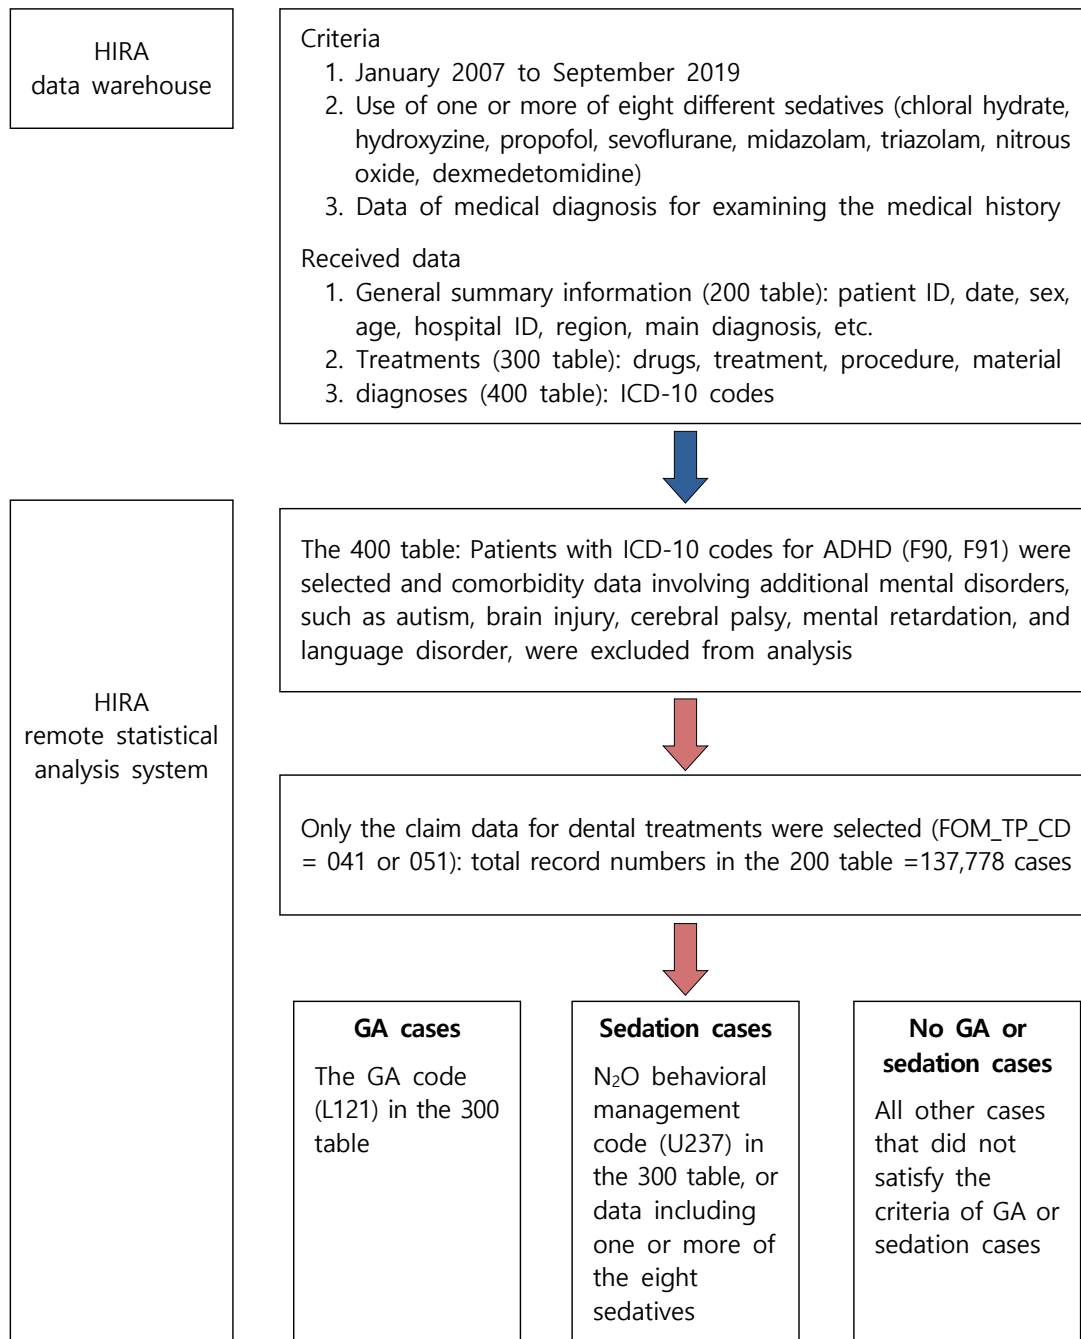 HIRA
data warehouse
Criteria
1. January 2007 to September 2019
2. Use of one or more of eight different sedatives (chloral hydrate,
hydroxyzine, propofol, sevoflurane, midazolam, triazolam, nitrous
oxide, dexmedetomidine)
3. Data of medical diagnosis for examining the medical history
Received data
1. General summary information (200 table): patient ID, date, sex,
age, hospital ID, region, main diagnosis, etc.
2. Treatments (300 table): drugs, treatment, procedure, material
3. diagnoses (400 table): ICD-10 codes
HIRA
remote statistical
analysis system
The 400 table: Patients with ICD-10 codes for ADHD (F90, F91) were
selected and comorbidity data involving additional mental disorders,
such as autism, brain injury, cerebral palsy, mental retardation, and
language disorder, were excluded from analysis
Only the claim data for dental treatments were selected (FOM_TP_CD
= 041 or 051): total record numbers in the 200 table =137,778 cases
GA cases
The GA code
(L121) in the 300
table
Sedation cases
N₂O behavioral
management
code (U237) in
the 300 table, or
data including
one or more of
the eight
sedatives
No GA or
sedation cases
All other cases
that did not
satisfy the
criteria of GA or
sedation cases